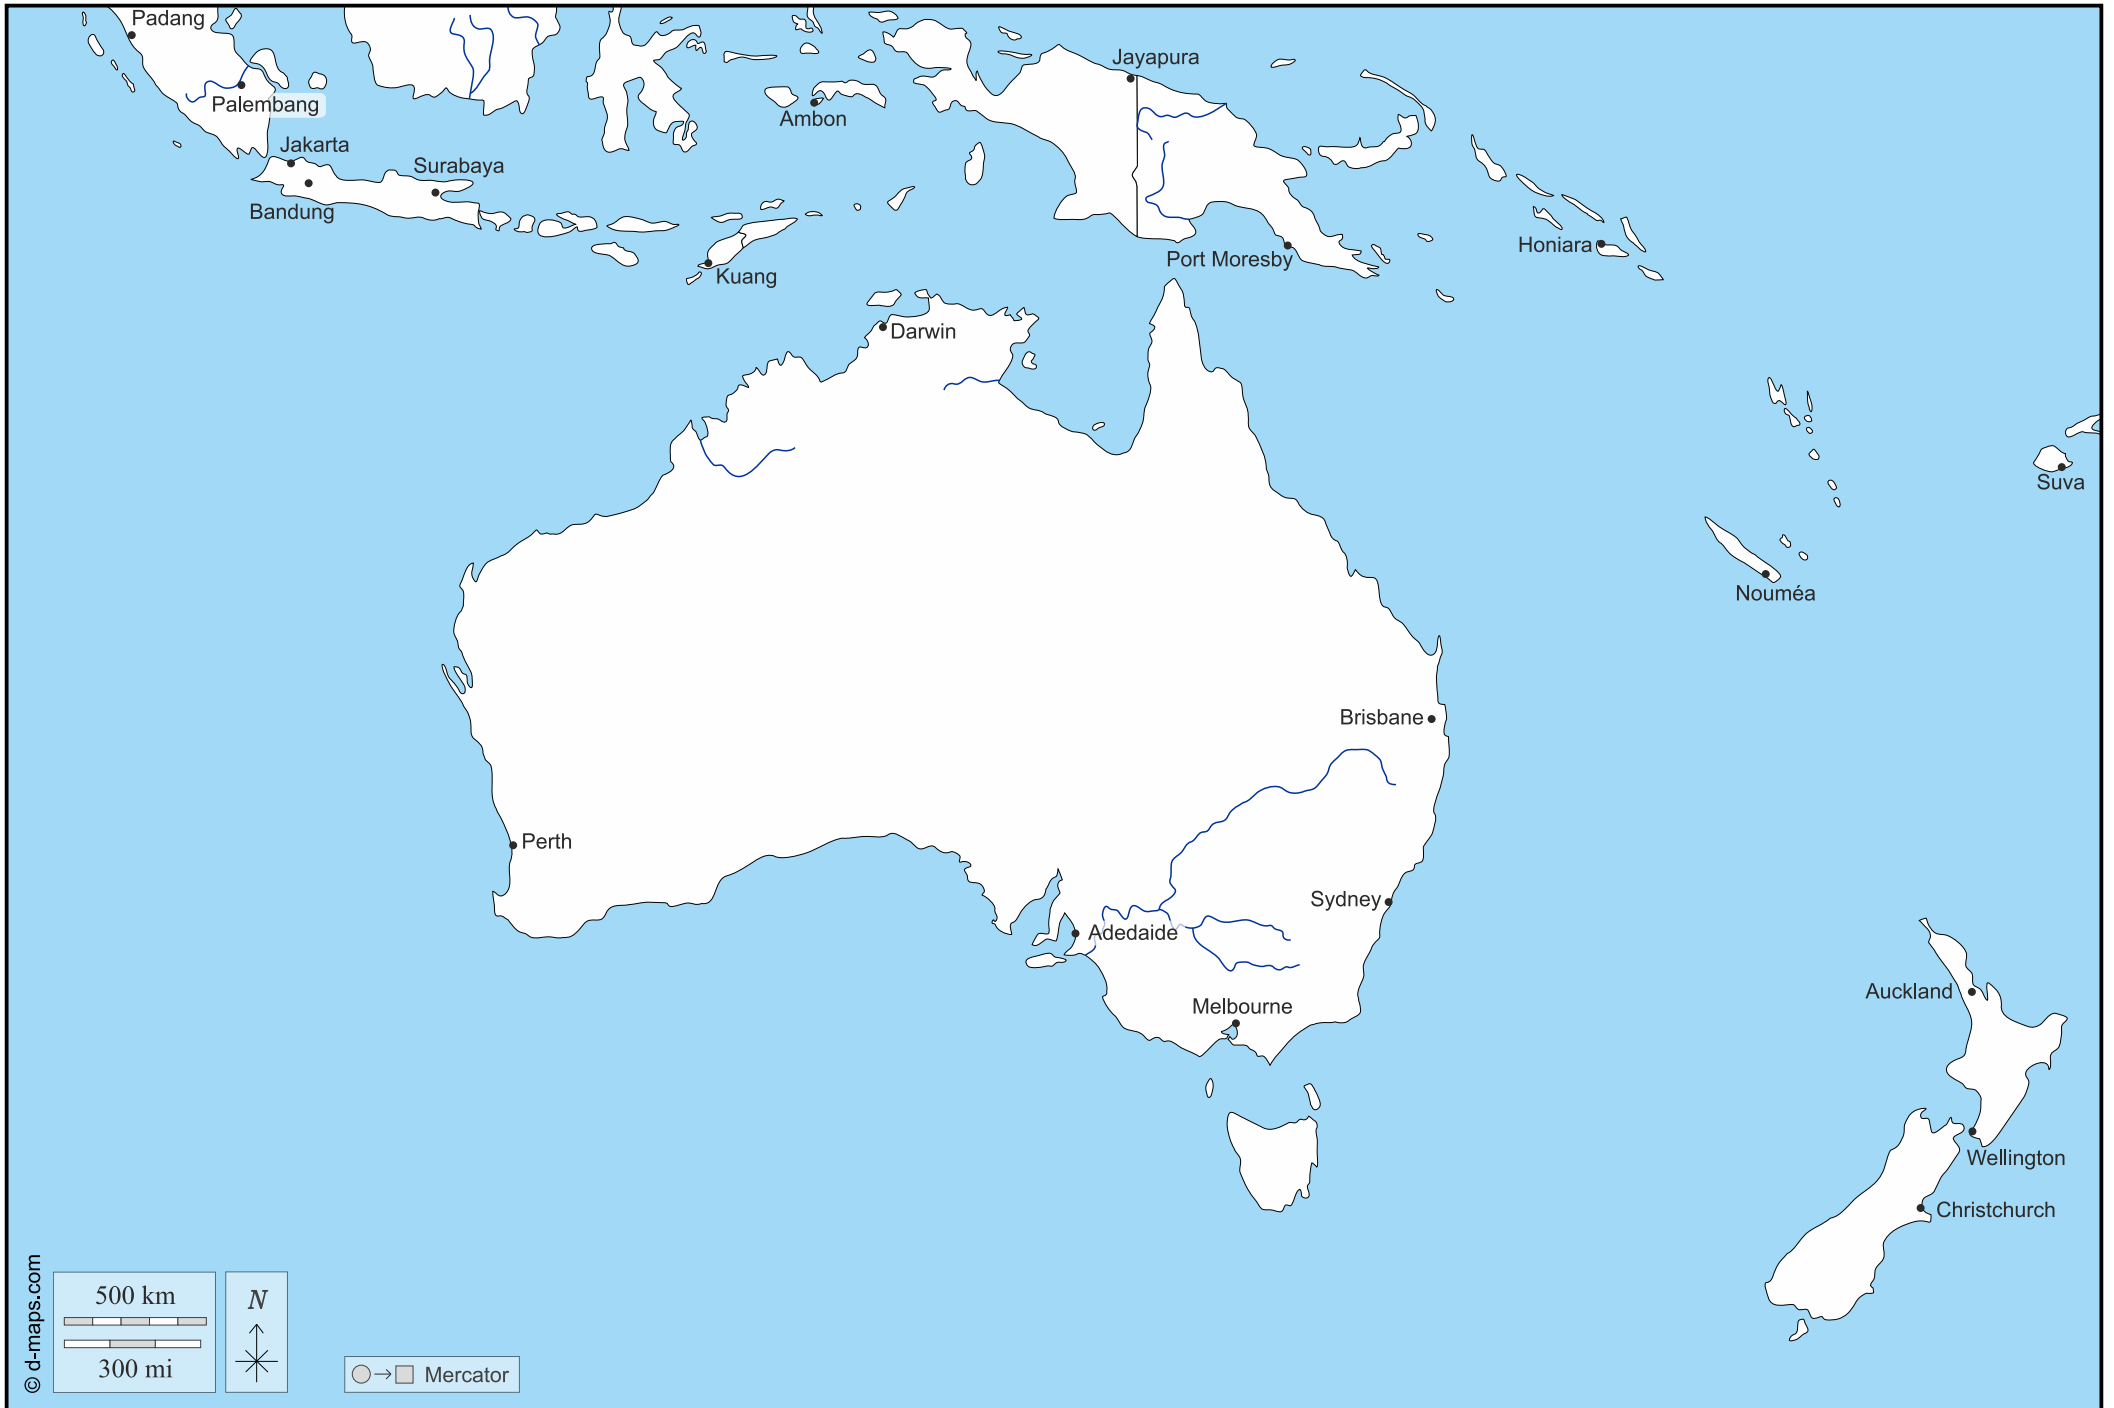 Padang
Jayapura
Palembang
Ambon
Jakarta
Surabaya
Bandung
Honiara
Port Moresby
Kuang
Darwin
Suva
Nouméa
Brisbane
Perth
Sydney
Adedaide
Auckland
Melbourne
Wellington
Christchurch
500 km
300 mi
N
Mercator
© d-maps.com